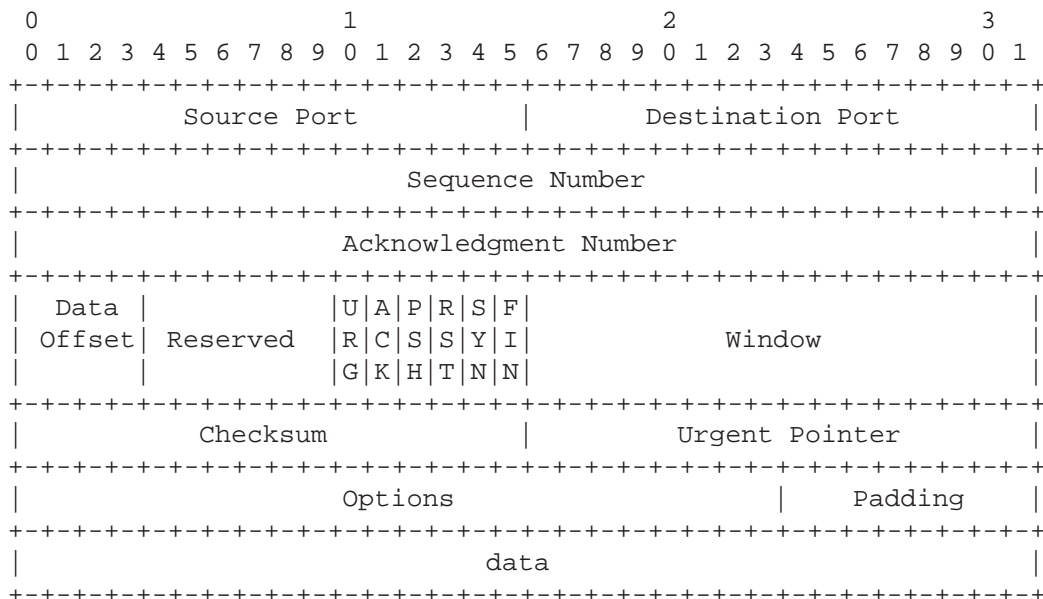 0                   1                   2                   3
 0 1 2 3 4 5 6 7 8 9 0 1 2 3 4 5 6 7 8 9 0 1 2 3 4 5 6 7 8 9 0 1
+-+-+-+-+-+-+-+-+-+-+-+-+-+-+-+-+-+-+-+-+-+-+-+-+-+-+-+-+-+-+-+-+
|          Source Port          |       Destination Port        |
+-+-+-+-+-+-+-+-+-+-+-+-+-+-+-+-+-+-+-+-+-+-+-+-+-+-+-+-+-+-+-+-+
|                        Sequence Number                        |
+-+-+-+-+-+-+-+-+-+-+-+-+-+-+-+-+-+-+-+-+-+-+-+-+-+-+-+-+-+-+-+-+
|                    Acknowledgment Number                      |
+-+-+-+-+-+-+-+-+-+-+-+-+-+-+-+-+-+-+-+-+-+-+-+-+-+-+-+-+-+-+-+-+
|  Data |           |U|A|P|R|S|F|                               |
| Offset| Reserved  |R|C|S|S|Y|I|            Window             |
|       |           |G|K|H|T|N|N|                               |
+-+-+-+-+-+-+-+-+-+-+-+-+-+-+-+-+-+-+-+-+-+-+-+-+-+-+-+-+-+-+-+-+
|           Checksum            |         Urgent Pointer        |
+-+-+-+-+-+-+-+-+-+-+-+-+-+-+-+-+-+-+-+-+-+-+-+-+-+-+-+-+-+-+-+-+
|                    Options                    |    Padding    |
+-+-+-+-+-+-+-+-+-+-+-+-+-+-+-+-+-+-+-+-+-+-+-+-+-+-+-+-+-+-+-+-+
|                             data                              |
+-+-+-+-+-+-+-+-+-+-+-+-+-+-+-+-+-+-+-+-+-+-+-+-+-+-+-+-+-+-+-+-+